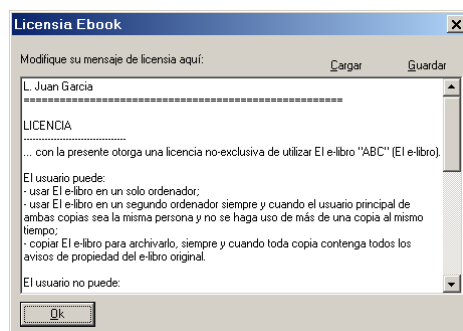 Licensia Ebook
Modifique su mensaje de licensia aquí:
Cargar
Guardar
L. Juan Garcia
====================================================
LICENCIA
--------------------------------
... con la presente otorga una licencia no-exclusiva de utilizar El e-libro "ABC" (El e-libro).
El usuario puede:
- usar El e-libro en un solo ordenador;
- usar El e-libro en un segundo ordenador siempre y cuando el usuario principal de
ambas copias sea la misma persona y no se haga uso de más de una copia al mismo
tiempo;
- copiar El e-libro para archivarlo, siempre y cuando toda copia contenga todos los
avisos de propiedad del e-libro original.
El usuario no puede:
Ok